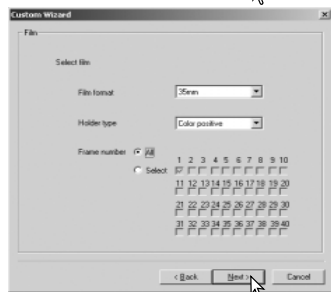 Custom Wizard
Film
Select film
Film format 35mm
Holder type Color positive
Frame number All
Select
1 2 3 4 5 6 7 8 9 10
11 12 13 14 15 16 17 18 19 20
21 22 23 24 25 26 27 28 29 30
31 32 33 34 35 36 37 38 39 40
< Back Next > Cancel